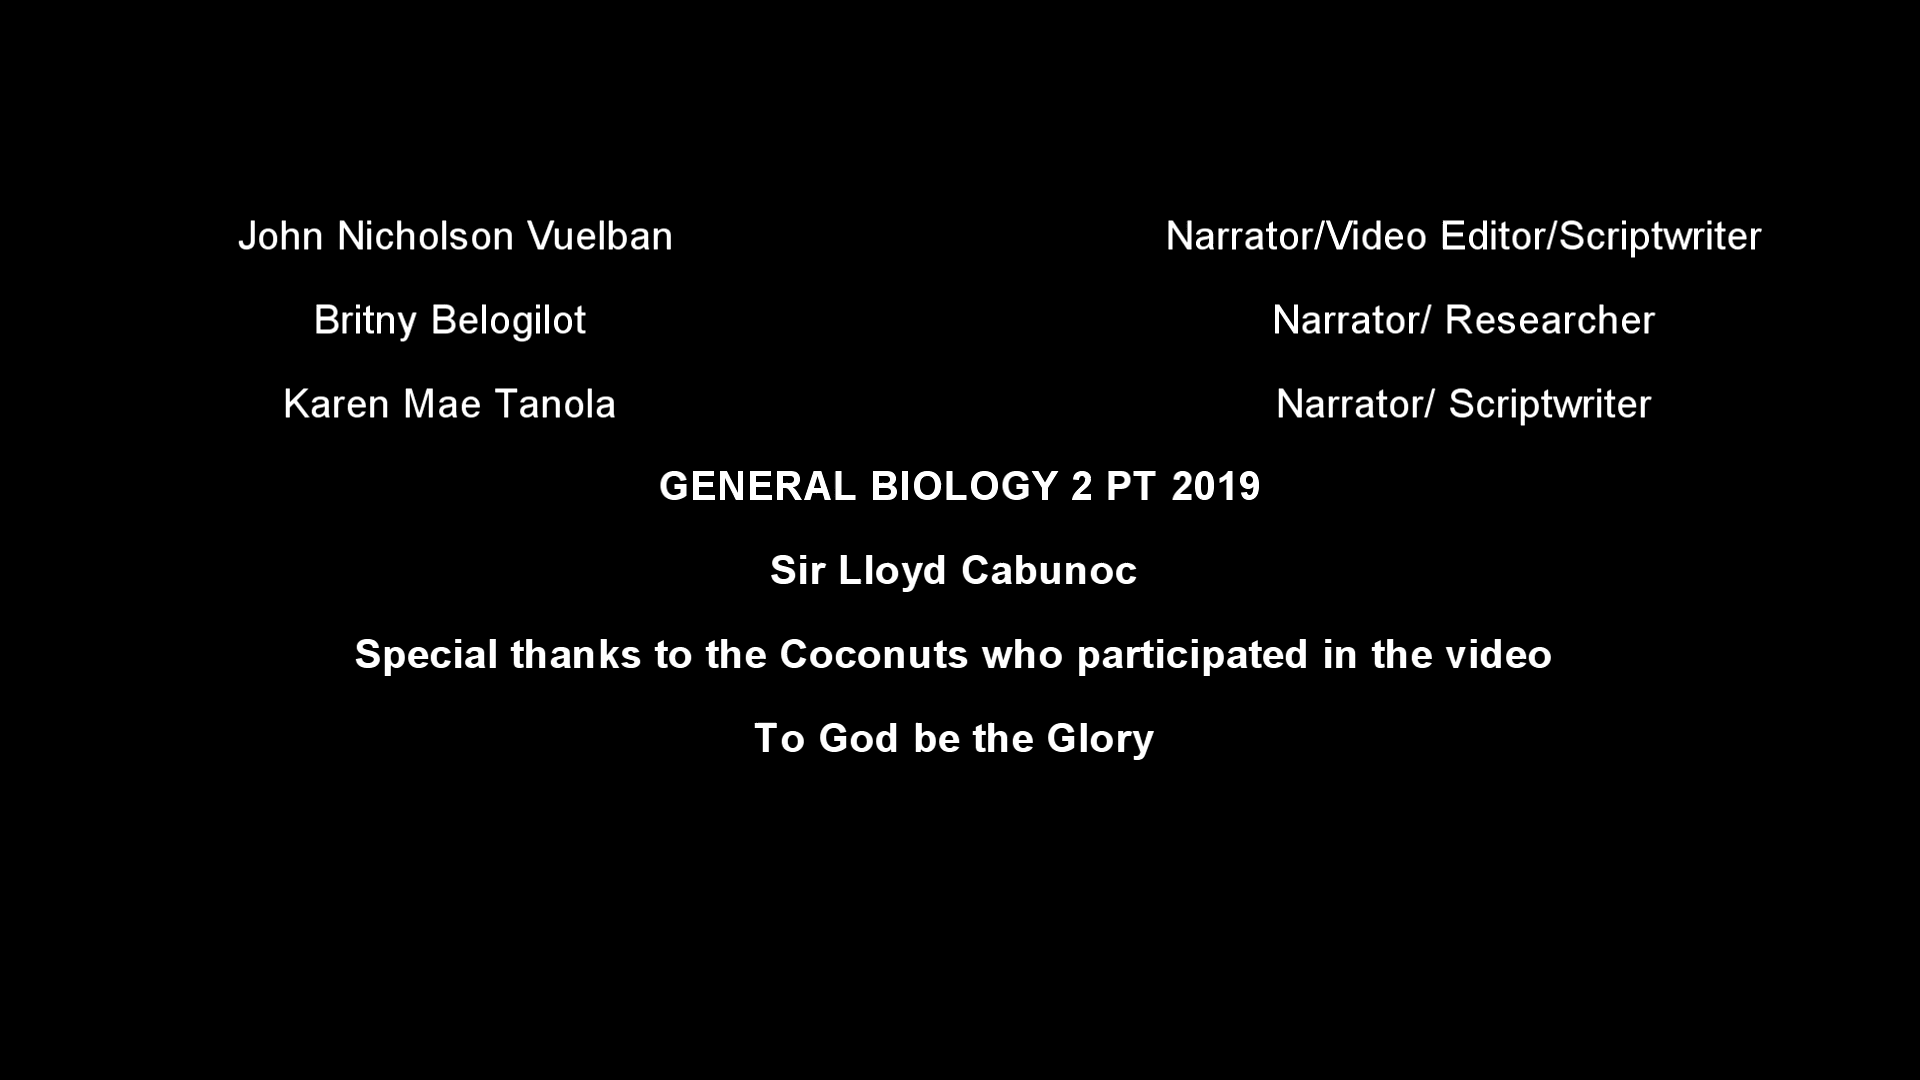 John Nicholson Vuelban Narrator/Video Editor/Scriptwriter
Britny Belogilot Narrator/ Researcher
Karen Mae Tanola Narrator/ Scriptwriter
GENERAL BIOLOGY 2 PT 2019
Sir Lloyd Cabunoc
Special thanks to the Coconuts who participated in the video
To God be the Glory